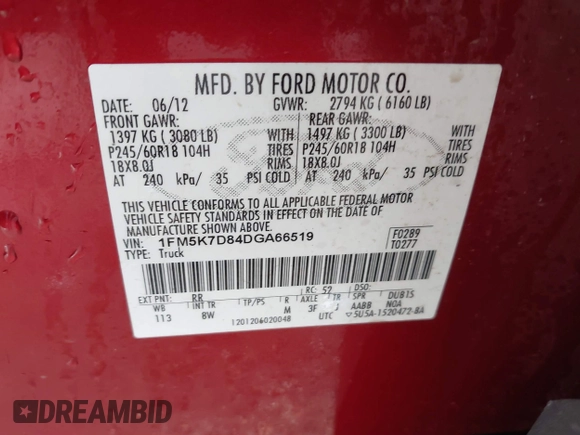 MFD. BY FORD MOTOR CO.
DATE: 06/12 GVWR: 2794 KG ( 6160 LB)
FRONT GAWR: REAR GAWR:
1397 KG ( 3080 LB) WITH 1497 KG ( 3300 LB) WITH
P245/60R18 104H TIRES P245/60R18 104H TIRES
18X8.0J RIMS 18X8.0J RIMS
AT 240 kPa/ 35 PSI COLD AT 240 kPa/ 35 PSI COLD
THIS VEHICLE CONFORMS TO ALL APPLICABLE FEDERAL MOTOR
VEHICLE SAFETY STANDARDS IN EFFECT ON THE DATE OF
MANUFACTURE SHOWN ABOVE.
VIN: 1FM5K7D84DGA66519 F0289
TYPE: Truck T0277
EXT PNT: RR RC: 52 DSO:
WB INT TR TP/PS R AXLE TR SPR DUB1S
113 8W M 3F AABB NOA
1201206020048 UTC 5U5A-1520472-BA
DREAMBID